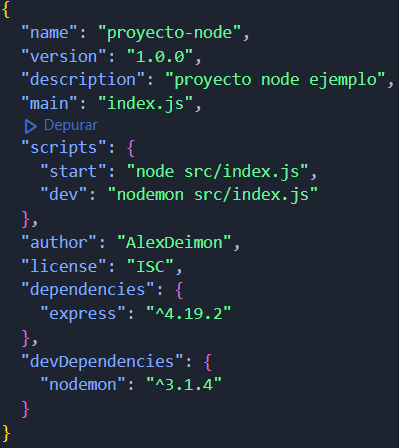 {
  "name": "proyecto-node",
  "version": "1.0.0",
  "description": "proyecto node ejemplo",
  "main": "index.js",
  Depurar
  "scripts": {
    "start": "node src/index.js",
    "dev": "nodemon src/index.js"
  },
  "author": "AlexDeimon",
  "license": "ISC",
  "dependencies": {
    "express": "^4.19.2"
  },
  "devDependencies": {
    "nodemon": "^3.1.4"
  }
}